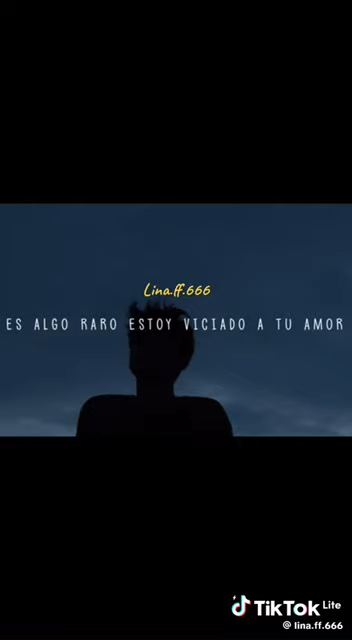 Lina.ff.666
ES ALGO RARO ESTOY VICIADO A TU AMOR
TikTok Lite
@ lina.ff.666